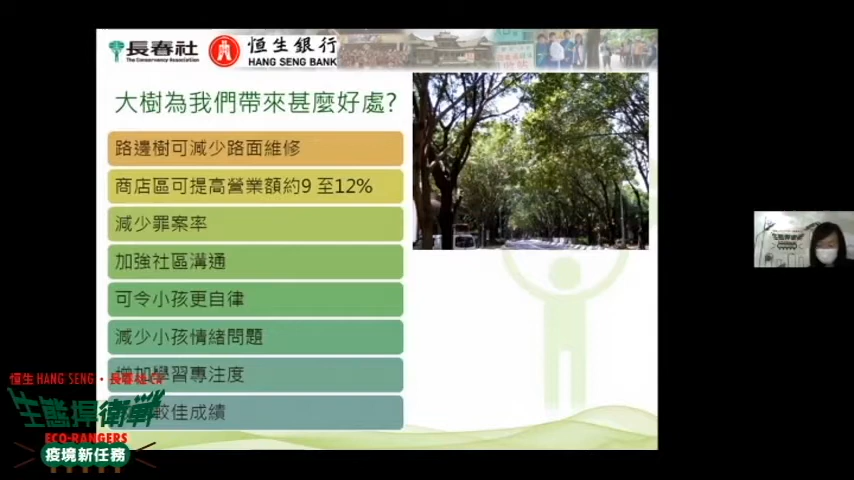 長春社
The Conservancy Association
恒生銀行
HANG SENG BANK
大樹為我們帶來甚麼好處?
路邊樹可減少路面維修
商店區可提高營業額約9 至12%
減少罪案率
加強社區溝通
可令小孩更自律
減少小孩情緒問題
增加學習專注度
較佳成績
恒生 HANG SENG・長春社 CA
生態捍衛戰
ECO-RANGERS
疫境新任務